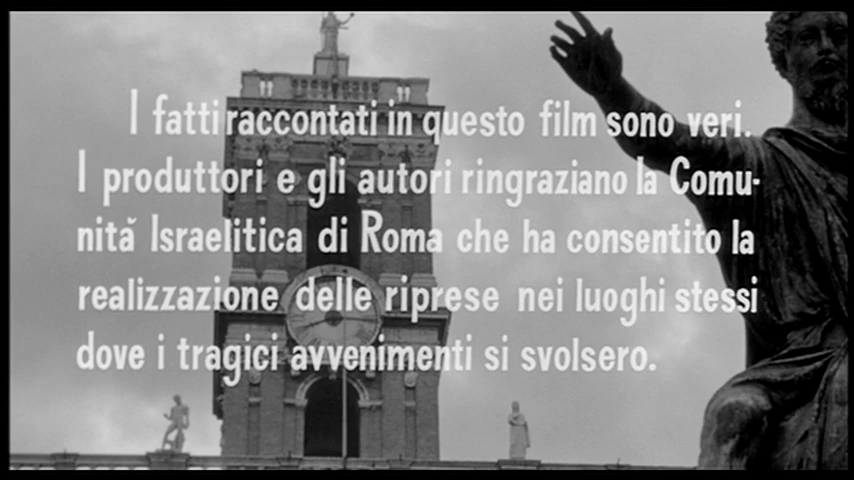 I fatti raccontati in questo film sono veri.
I produttori e gli autori ringraziano la Comu-
nità Israelitica di Roma che ha consentito la
realizzazione delle riprese nei luoghi stessi
dove i tragici avvenimenti si svolsero.